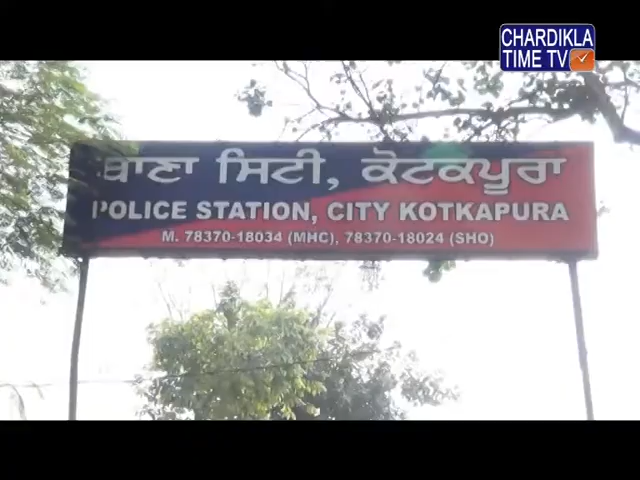 CHARDIKLA
TIME TV
ਥਾਣਾ ਸਿਟੀ, ਕੋਟਕਪੂਰਾ
POLICE STATION, CITY KOTKAPURA
M. 78370-18034 (MHC), 78370-18024 (SHO)